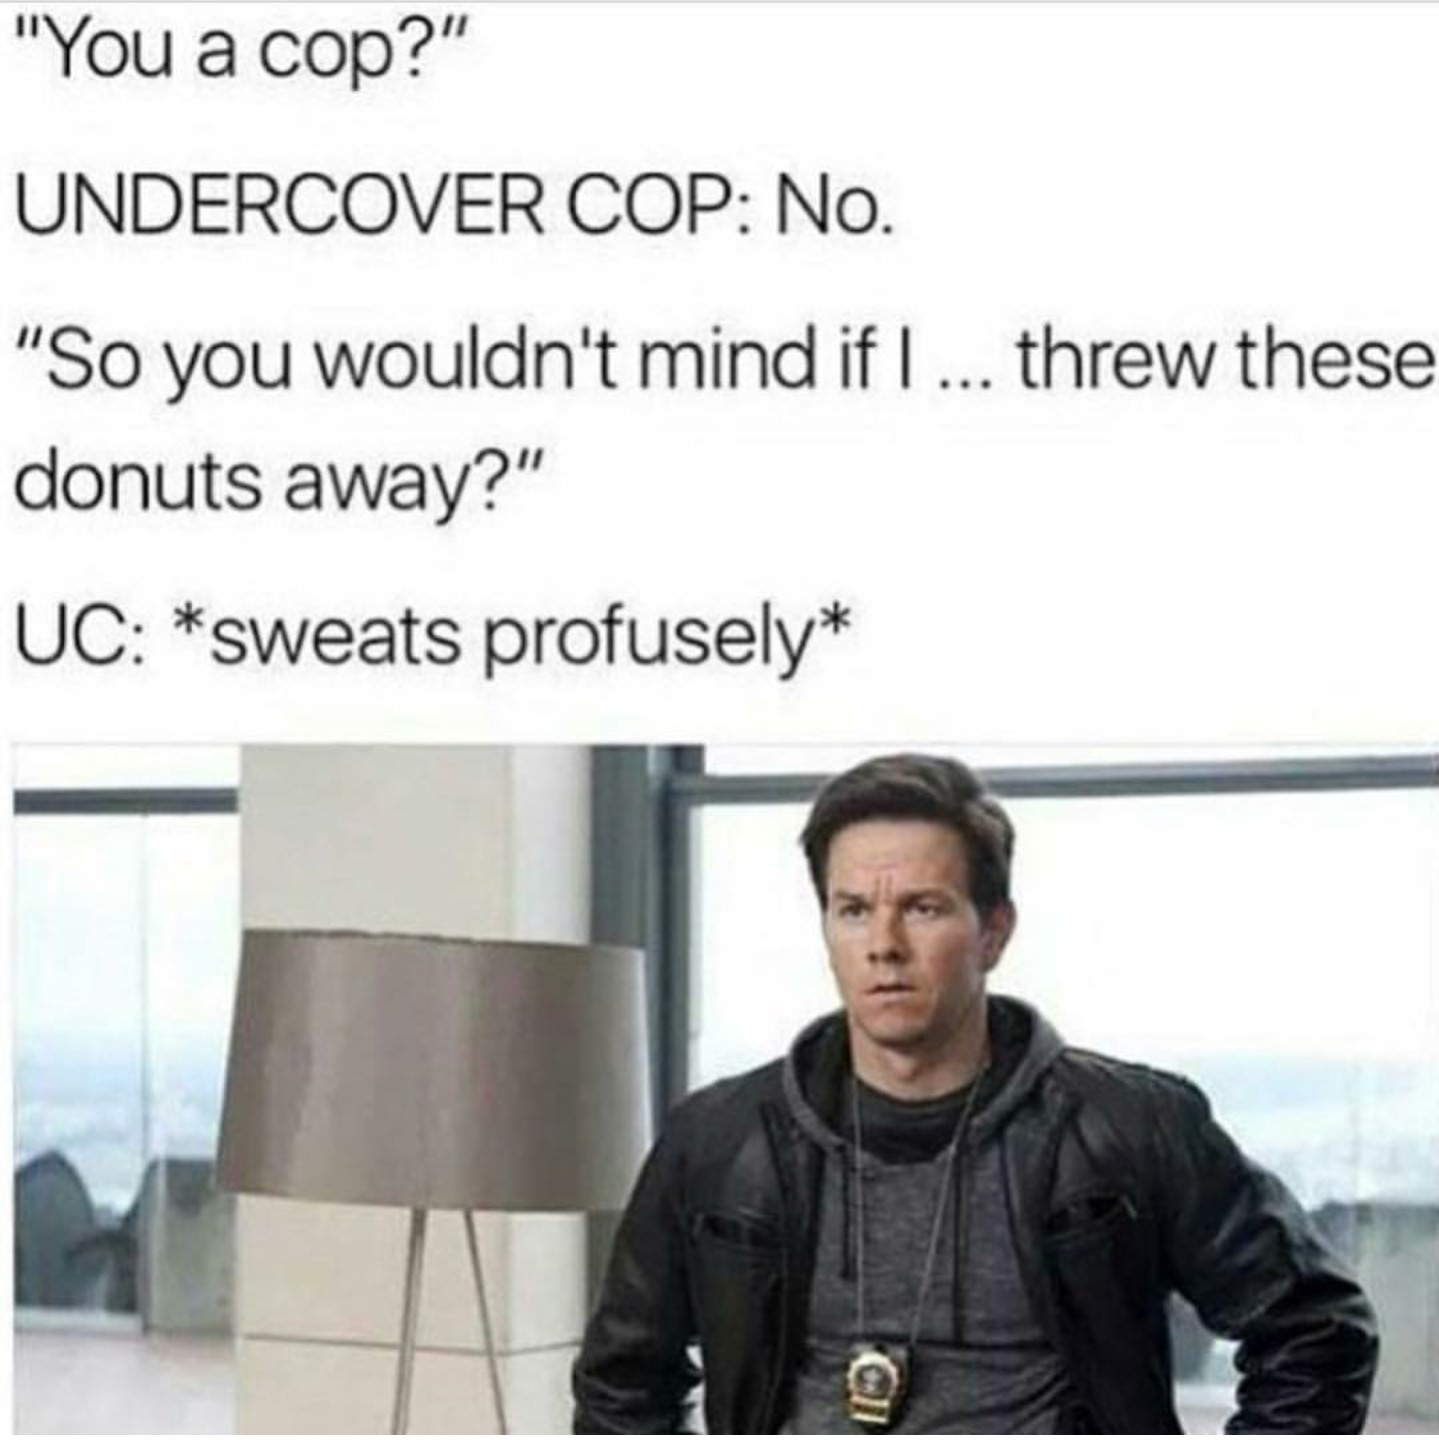 "You a cop?"
UNDERCOVER COP: No.
"So you wouldn't mind if I ... threw these
donuts away?"
UC: *sweats profusely*